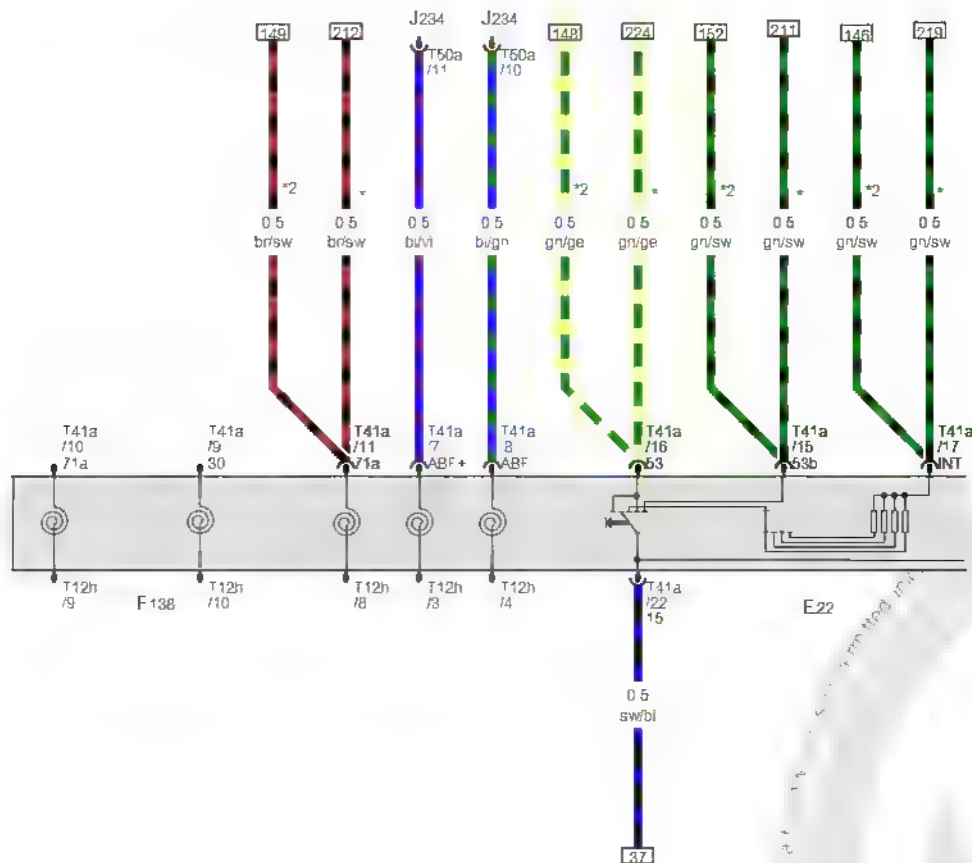 J234 J234
149 212 148 224 152 211 146 219
T50a T50a
/11 /10
*2 * *2 * *2 * *2 *
0 5 0 5 0 5 0 5 0 5 0 5 0 5 0 5 0 5 0 5
br/sw br/sw bl/vi bl/gn gn/ge gn/ge gn/sw gn/sw gn/sw gn/sw
T41a T41a T41a T41a T41a T41a T41a T41a
/10 /9 /11 7 8 /16 /15 /17
71a 30 71a ABF+ ABF 53 53b INT
T12h T12h T12h T12h T12h T41a
/9 F138 /10 /8 /3 /4 /22 E22
15
0 5
sw/bl
37